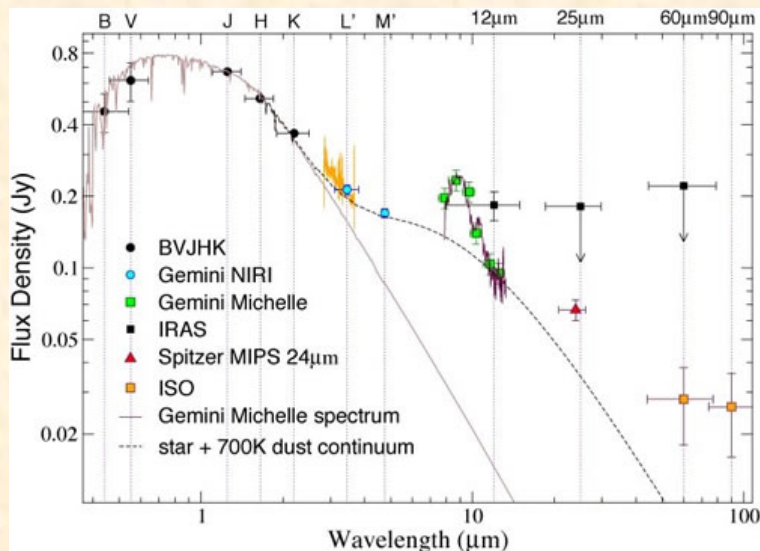 B V J H K L' M' 12μm 25μm 60μm 90μm
0.8
0.4
0.2
0.1
0.05
0.02
Flux Density (Jy)
BVJHK
Gemini NIRI
Gemini Michelle
IRAS
Spitzer MIPS 24μm
ISO
Gemini Michelle spectrum
star + 700K dust continuum
1 10 100
Wavelength (μm)